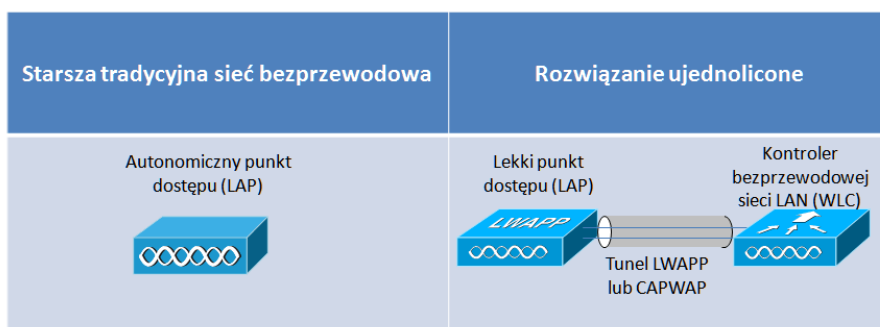 Starsza tradycyjna sieć bezprzewodowa
Rozwiązanie ujednolicone
Autonomiczny punkt
dostępu (LAP)
Lekki punkt
dostępu (LAP)
Kontroler
bezprzewodowej
sieci LAN (WLC)
LWAPP
Tunel LWAPP
lub CAPWAP